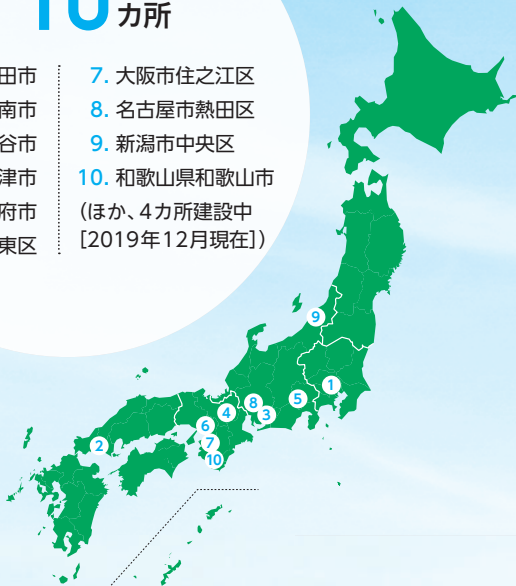 10
カ所
田市
南市
谷市
津市
府市
東区
7. 大阪市住之江区
8. 名古屋市熱田区
9. 新潟市中央区
10. 和歌山県和歌山市
(ほか、4カ所建設中
[2019年12月現在])
9
1
5
8
3
4
6
7
2
10